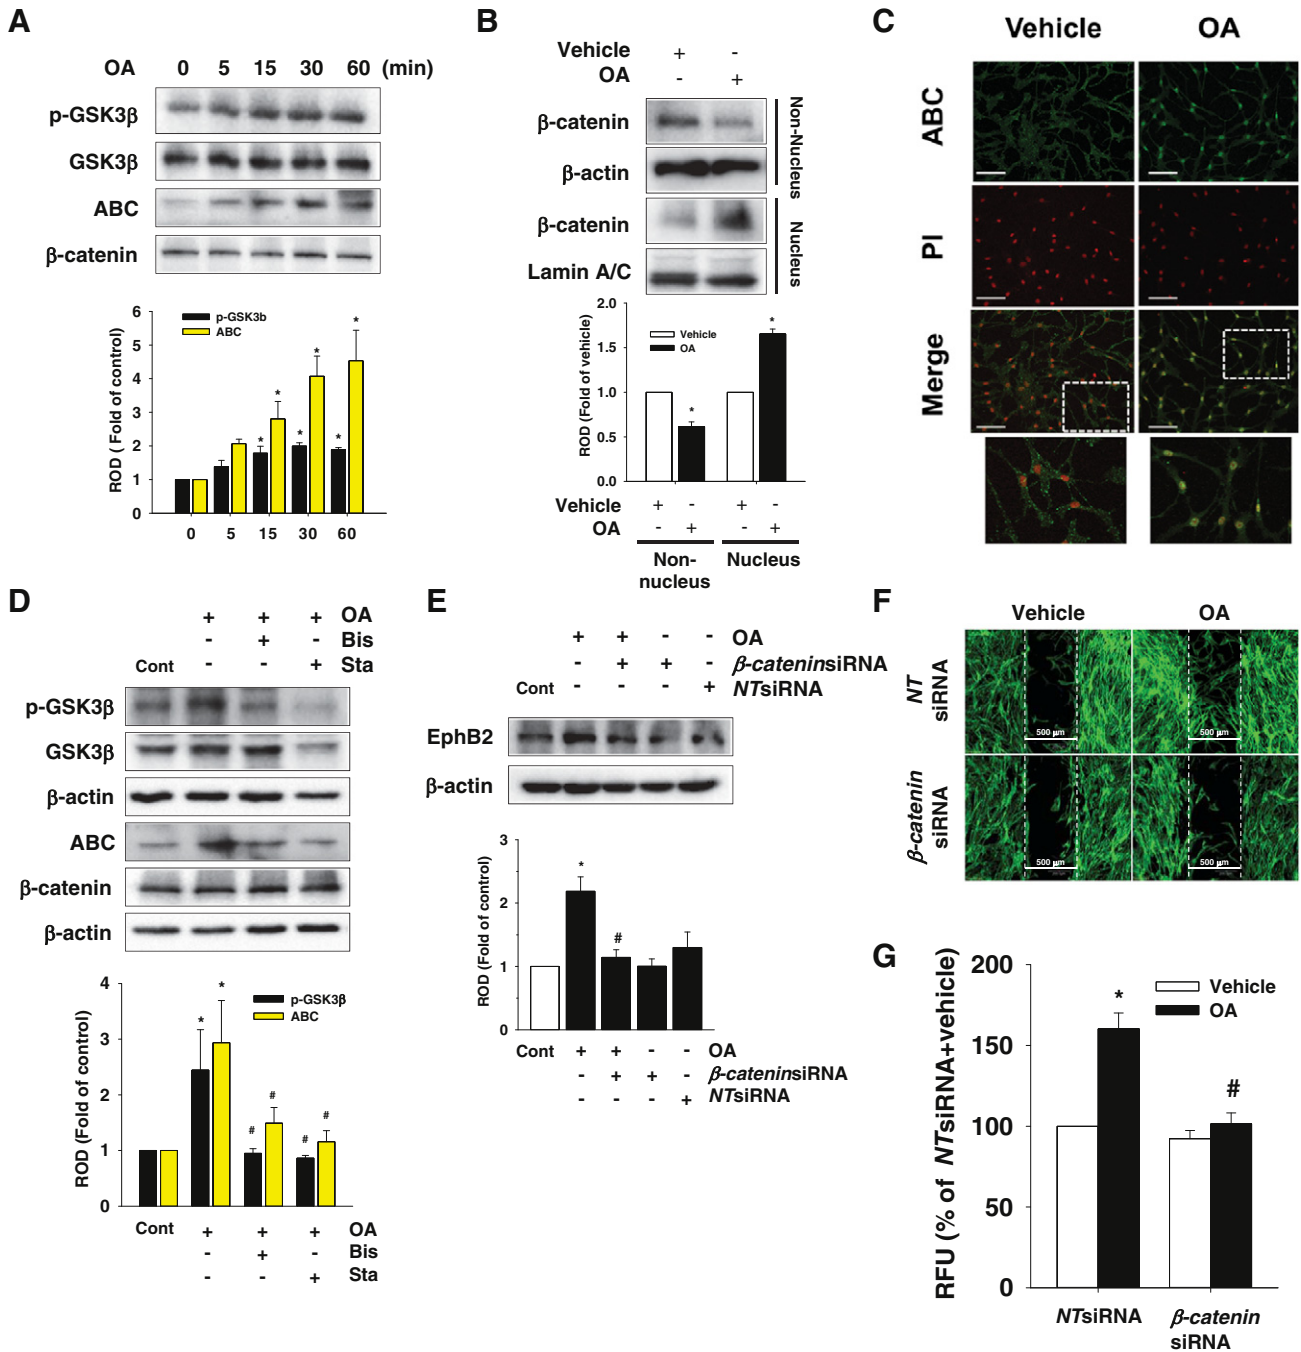 A
OA 0 5 15 30 60 (min)
p-GSK3β
GSK3β
ABC
β-catenin
ROD ( Fold of control)
6
5
4
3
2
1
0
p-GSK3b
ABC
* * * * * *
0 5 15 30 60
B
Vehicle + -
OA - +
β-catenin
β-actin
Non-Nucleus
β-catenin
Lamin A/C
Nucleus
ROD (Fold of vehicle)
2.0
1.5
1.0
0.5
0.0
Vehicle
OA
* *
Vehicle + - + -
OA - + - +
Non-
nucleus
Nucleus
C
Vehicle OA
ABC
PI
Merge
D
+ + + OA
- + - Bis
Cont - - + Sta
p-GSK3β
GSK3β
β-actin
ABC
β-catenin
β-actin
ROD (Fold of control)
4
3
2
1
0
p-GSK3β
ABC
* * # # # #
Cont + + + OA
- + - Bis
- - + Sta
E
+ + - - OA
- + + - β-cateninsiRNA
Cont - - - + NTsiRNA
EphB2
β-actin
ROD (Fold of control)
3
2
1
0
* #
Cont + + - - OA
- + + - β-cateninsiRNA
- - - + NTsiRNA
F
Vehicle OA
NT
siRNA
500 µm 500 µm
β-catenin
siRNA
500 µm 500 µm
G
RFU (% of NTsiRNA+vehicle)
200
150
100
50
0
Vehicle
OA
* #
NTsiRNA
β-catenin
siRNA